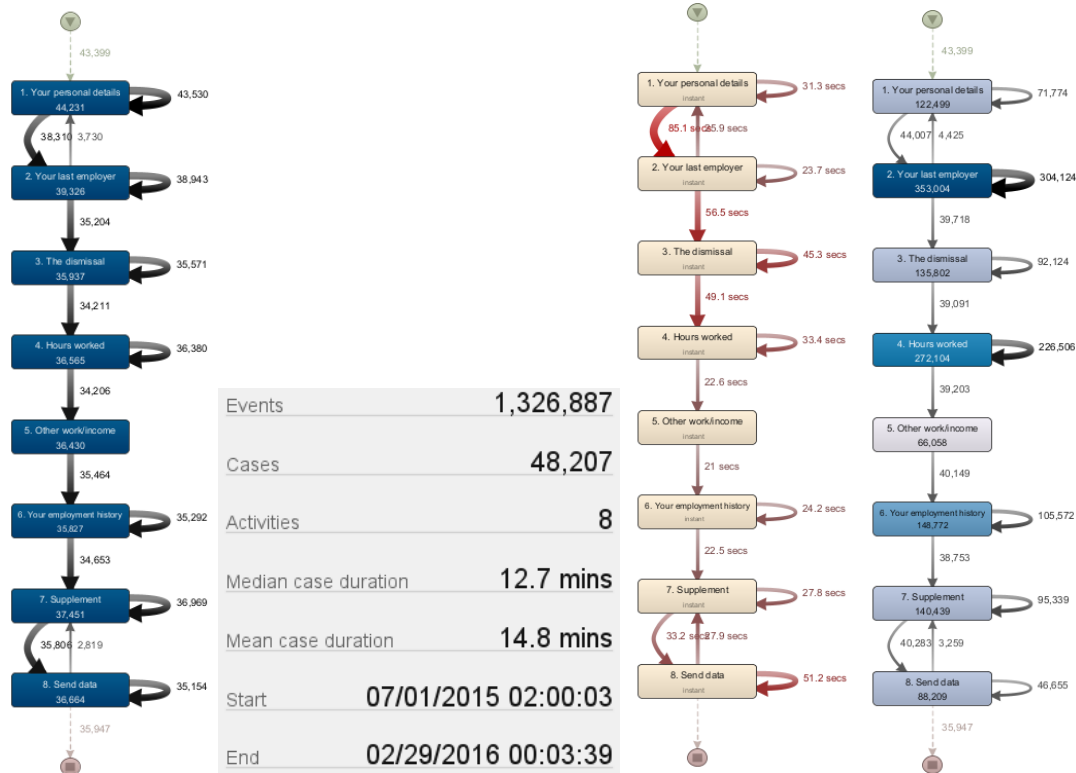 43,399
1. Your personal details
44,231
43,530
38,310
3,730
2. Your last employer
39,326
38,943
35,204
3. The dismissal
35,937
35,571
34,211
4. Hours worked
36,565
36,380
34,206
5. Other work/income
36,430
35,464
6. Your employment history
35,827
35,292
34,653
7. Supplement
37,451
36,969
35,806
2,819
8. Send data
36,664
35,154
35,947
Events 1,326,887
Cases 48,207
Activities 8
Median case duration 12.7 mins
Mean case duration 14.8 mins
Start 07/01/2015 02:00:03
End 02/29/2016 00:03:39
1. Your personal details
instant
31.3 secs
85.1 secs
25.9 secs
2. Your last employer
instant
23.7 secs
56.5 secs
3. The dismissal
instant
45.3 secs
49.1 secs
4. Hours worked
instant
33.4 secs
22.6 secs
5. Other work/income
instant
21 secs
6. Your employment history
instant
24.2 secs
22.5 secs
7. Supplement
instant
27.8 secs
33.2 secs
27.9 secs
8. Send data
instant
51.2 secs
43,399
1. Your personal details
122,499
71,774
44,007
4,425
2. Your last employer
353,004
304,124
39,718
3. The dismissal
135,802
92,124
39,091
4. Hours worked
272,104
226,506
39,203
5. Other work/income
66,058
40,149
6. Your employment history
148,772
105,572
38,753
7. Supplement
140,439
95,339
40,283
3,259
8. Send data
88,209
46,655
35,947